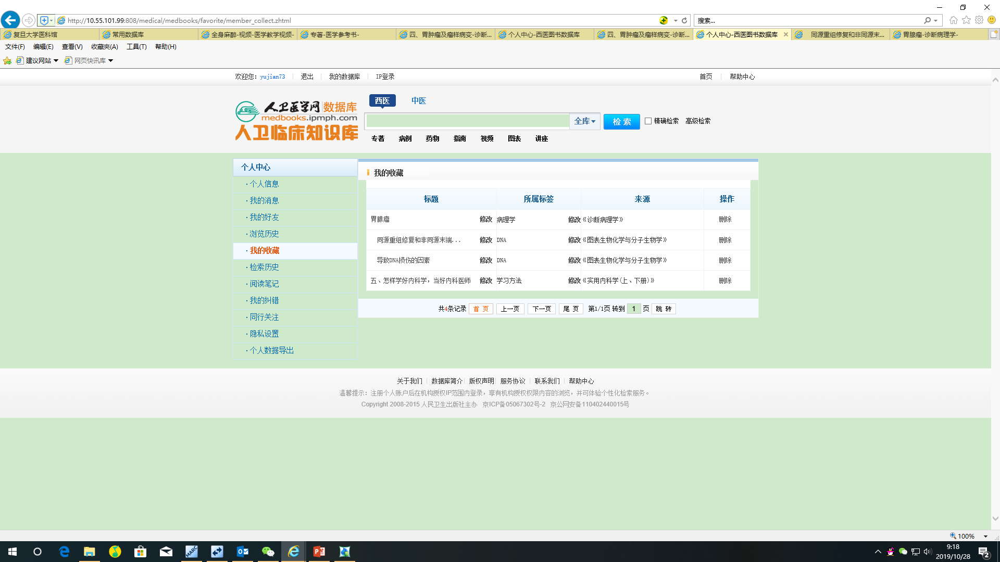 http://10.55.101.99:808/medical/medbooks/favorite/member_collect.zhtml
搜索...
复旦大学医科馆 常用数据库 全身麻醉-视频-医学教学视频- 专著-医学参考书- 四、胃肿瘤及瘤样病变-诊断... 个人中心-西医图书数据库 四、胃肿瘤及瘤样病变-诊断... 个人中心-西医图书数据库 同源重组修复和非同源末... 胃腺瘤-诊断病理学-
文件(F) 编辑(E) 查看(V) 收藏夹(A) 工具(T) 帮助(H)
建议网站 网页快讯库
欢迎您：yujian73 退出 我的数据库 IP登录 首页 帮助中心
西医 中医
人卫医学网 数据库
medbooks.ipmph.com
人卫临床知识库
全库 检 索 精确检索 高级检索
专著 病例 药物 指南 视频 图表 讲座
个人中心
·个人信息
·我的消息
·我的好友
·浏览历史
·我的收藏
·检索历史
·阅读笔记
·我的纠错
·同行关注
·隐私设置
·个人数据导出
我的收藏
标题 所属标签 来源 操作
胃腺瘤 修改 病理学 修改 《诊断病理学》 删除
同源重组修复和非同源末端... 修改 DNA 修改 《图表生物化学与分子生物学》 删除
导致DNA损伤的因素 修改 DNA 修改 《图表生物化学与分子生物学》 删除
五、怎样学好内科学，当好内科医师 修改 学习方法 修改 《实用内科学(上、下册)》 删除
共4条记录 首 页 上一页 下一页 尾 页 第1/1页 转到 1 页 跳 转
关于我们 数据库简介 版权声明 服务协议 联系我们 帮助中心
温馨提示：注册个人账户后在机构授权IP范围内登录，享有机构授权权限内容的浏览，并可体验个性化检索服务。
Copyright 2008-2015 人民卫生出版社主办 京ICP备05067302号-2 京公网安备110402440015号
100%
MARC
9:18
2019/10/28
2